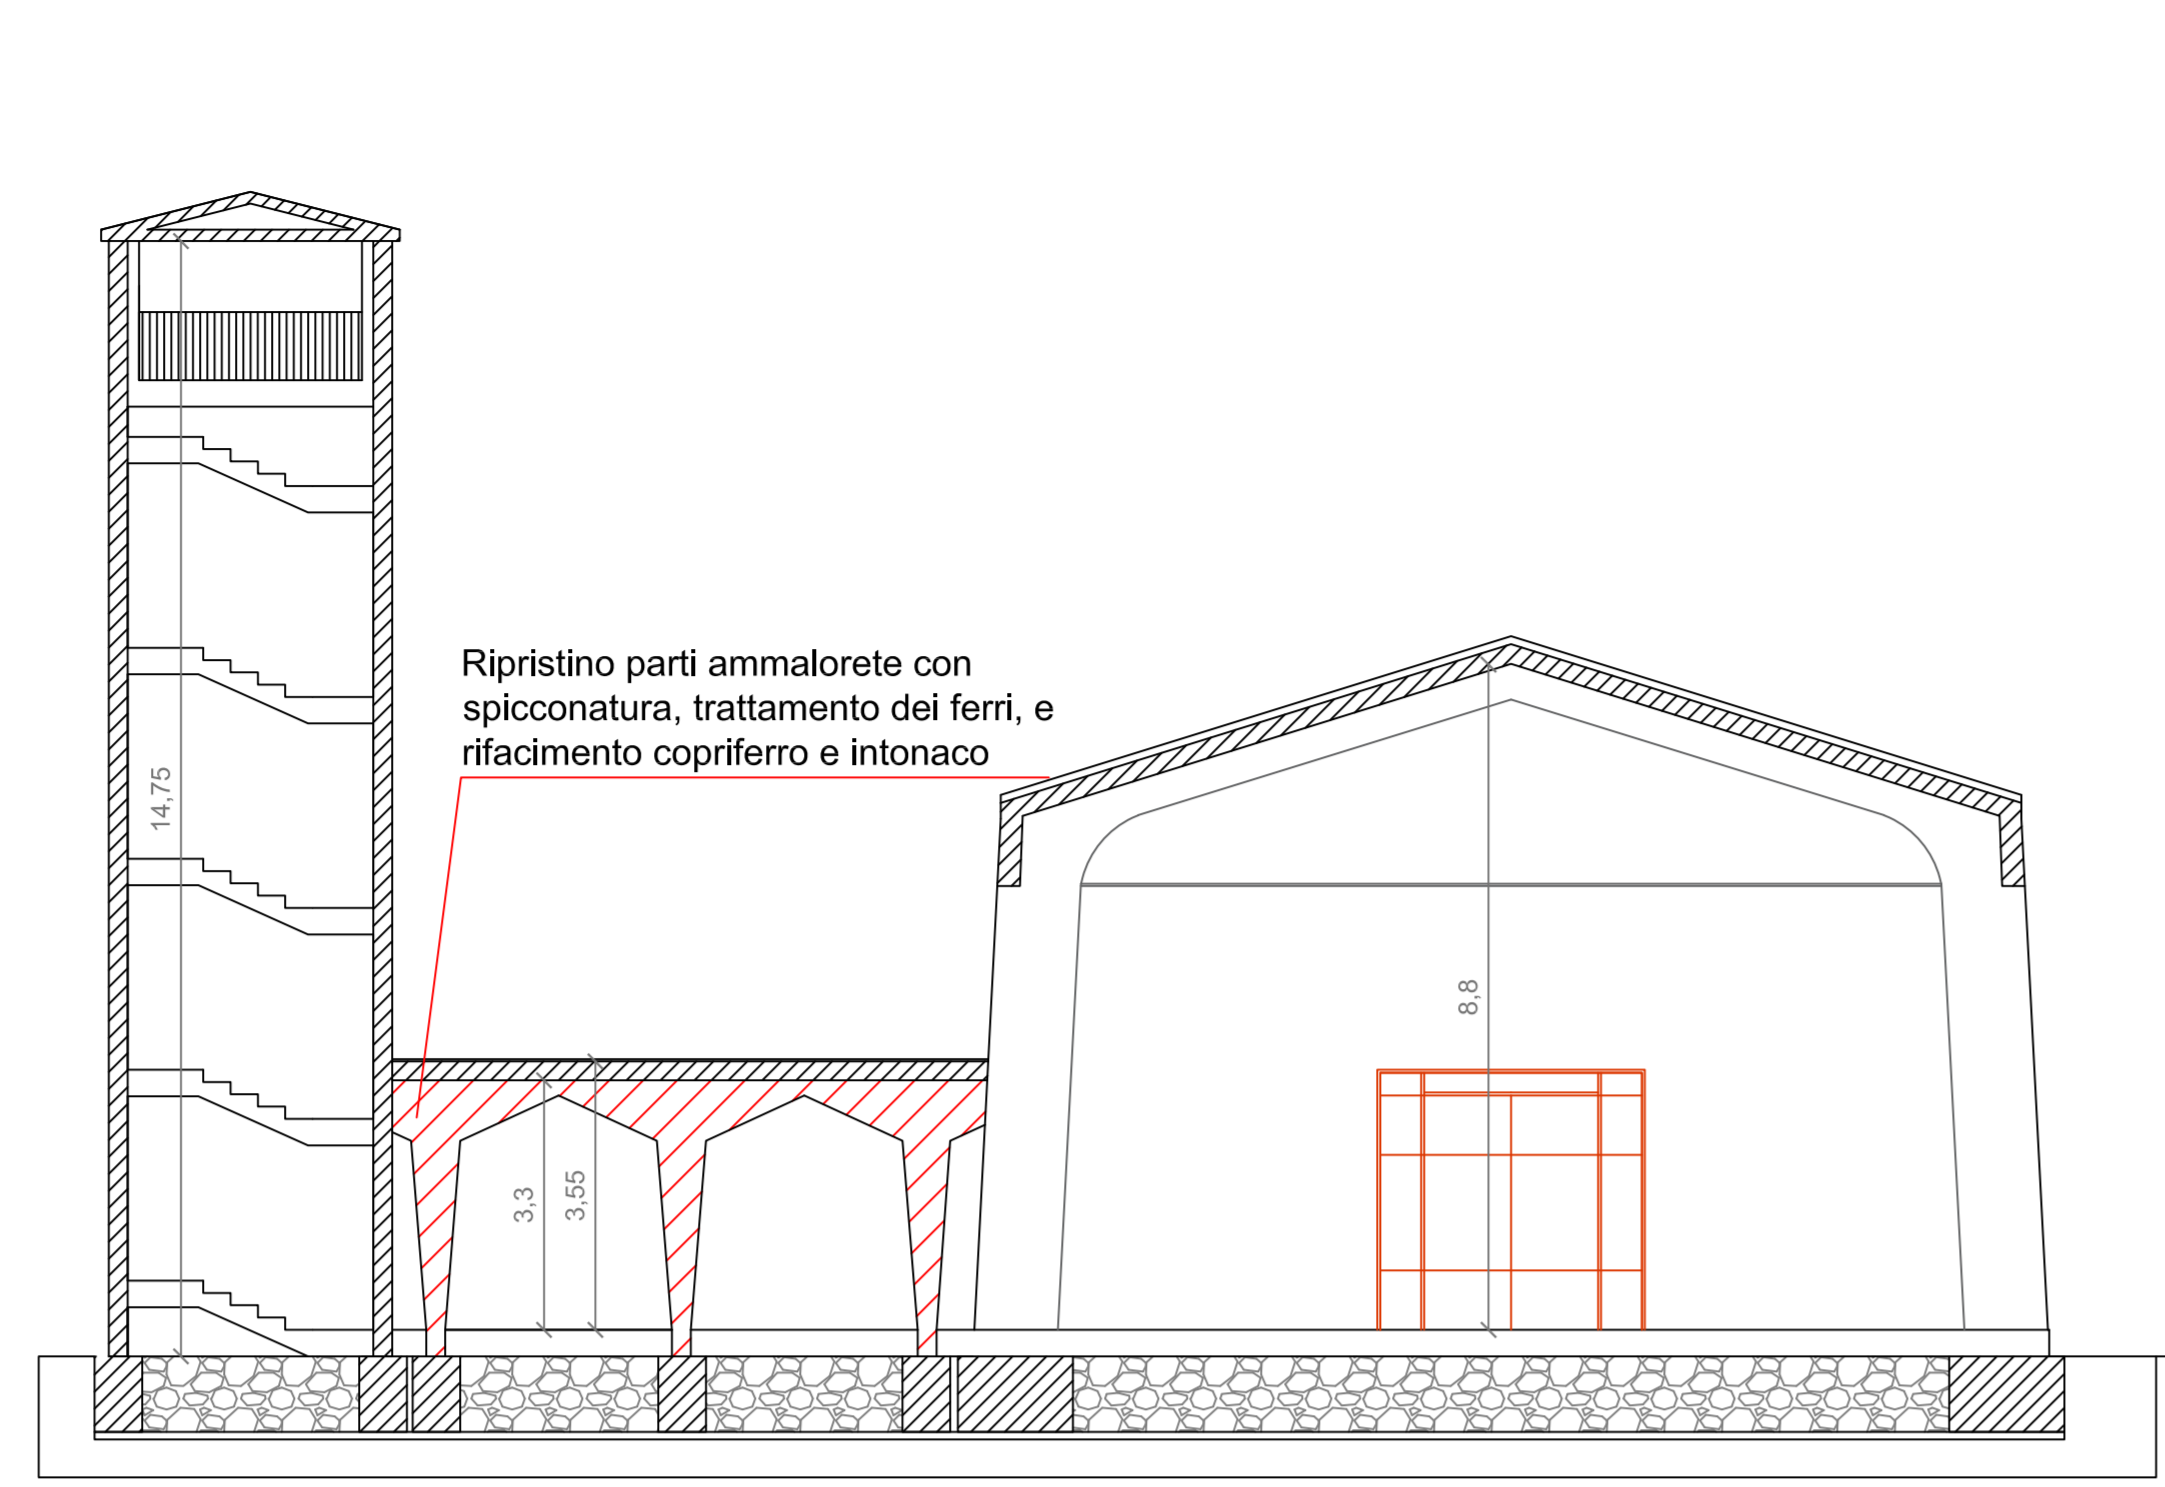 Ripristino parti ammalorete con
spicconatura, trattamento dei ferri, e
rifacimento copriferro e intonaco
14,75
8,8
3,3
3,55